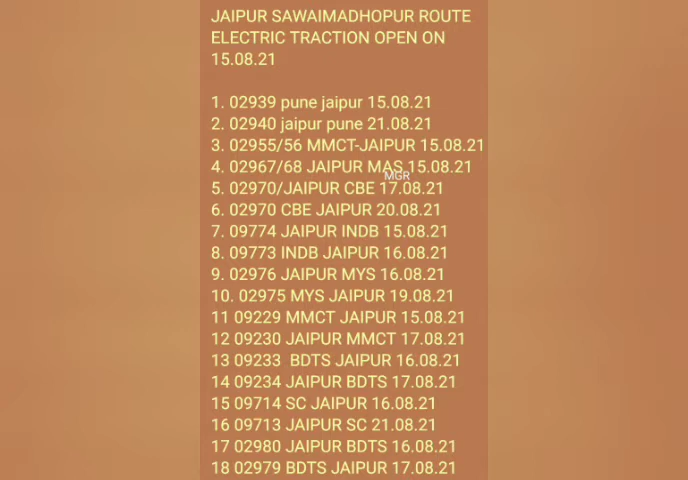 JAIPUR SAWAIMADHOPUR ROUTE
ELECTRIC TRACTION OPEN ON
15.08.21
1. 02939 pune jaipur 15.08.21
2. 02940 jaipur pune 21.08.21
3. 02955/56 MMCT-JAIPUR 15.08.21
4. 02967/68 JAIPUR MAS 15.08.21
MGR
5. 02970/JAIPUR CBE 17.08.21
6. 02970 CBE JAIPUR 20.08.21
7. 09774 JAIPUR INDB 15.08.21
8. 09773 INDB JAIPUR 16.08.21
9. 02976 JAIPUR MYS 16.08.21
10. 02975 MYS JAIPUR 19.08.21
11 09229 MMCT JAIPUR 15.08.21
12 09230 JAIPUR MMCT 17.08.21
13 09233  BDTS JAIPUR 16.08.21
14 09234 JAIPUR BDTS 17.08.21
15 09714 SC JAIPUR 16.08.21
16 09713 JAIPUR SC 21.08.21
17 02980 JAIPUR BDTS 16.08.21
18 02979 BDTS JAIPUR 17.08.21